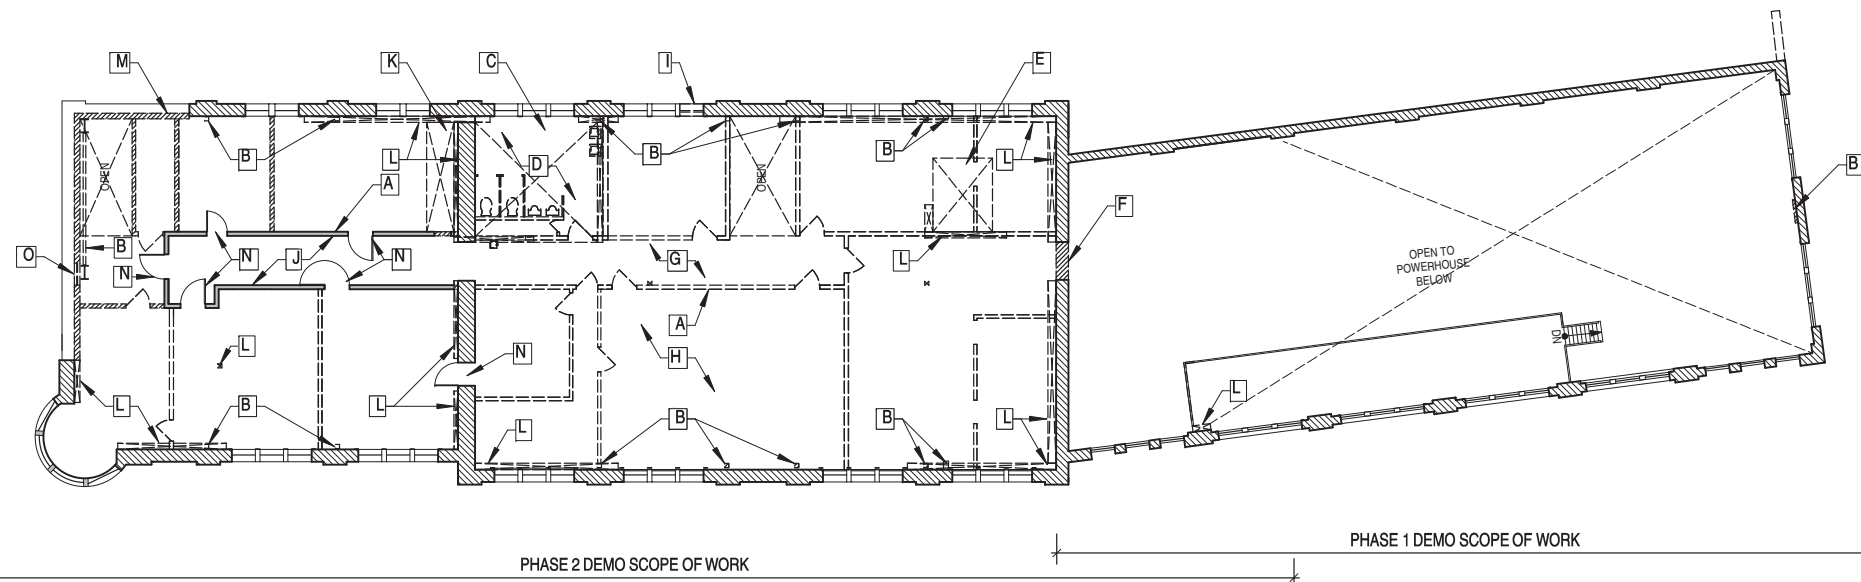 M
K
C
I
E
B
L
D
B
B
L
B
OPEN
A
OPEN
F
O
B
N
N
J
N
G
L
OPEN TO
POWERHOUSE
BELOW
A
L
N
H
DN
L
B
L
L
B
B
L
L
PHASE 1 DEMO SCOPE OF WORK
PHASE 2 DEMO SCOPE OF WORK